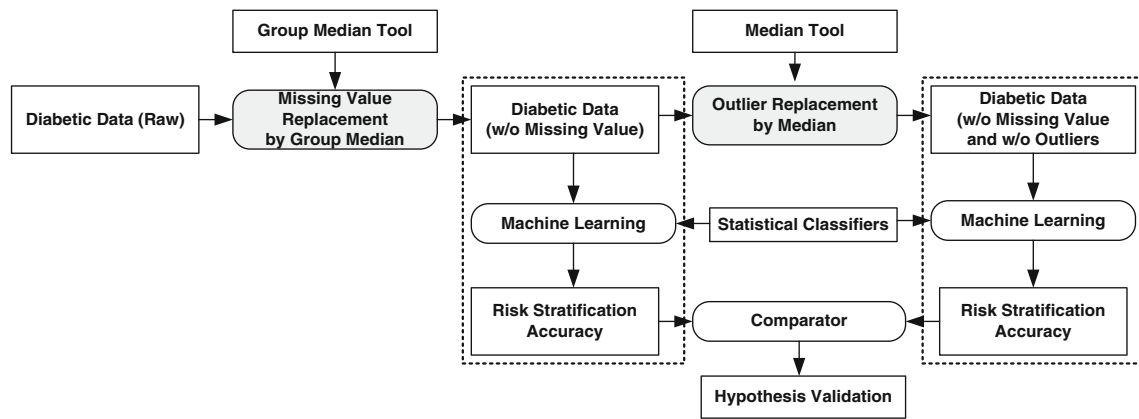 Group Median Tool
Median Tool
Diabetic Data (Raw)
Missing Value
Replacement
by Group Median
Diabetic Data
(w/o Missing Value)
Outlier Replacement
by Median
Diabetic Data
(w/o Missing Value
and w/o Outliers
Machine Learning
Statistical Classifiers
Machine Learning
Risk Stratification
Accuracy
Comparator
Risk Stratification
Accuracy
Hypothesis Validation